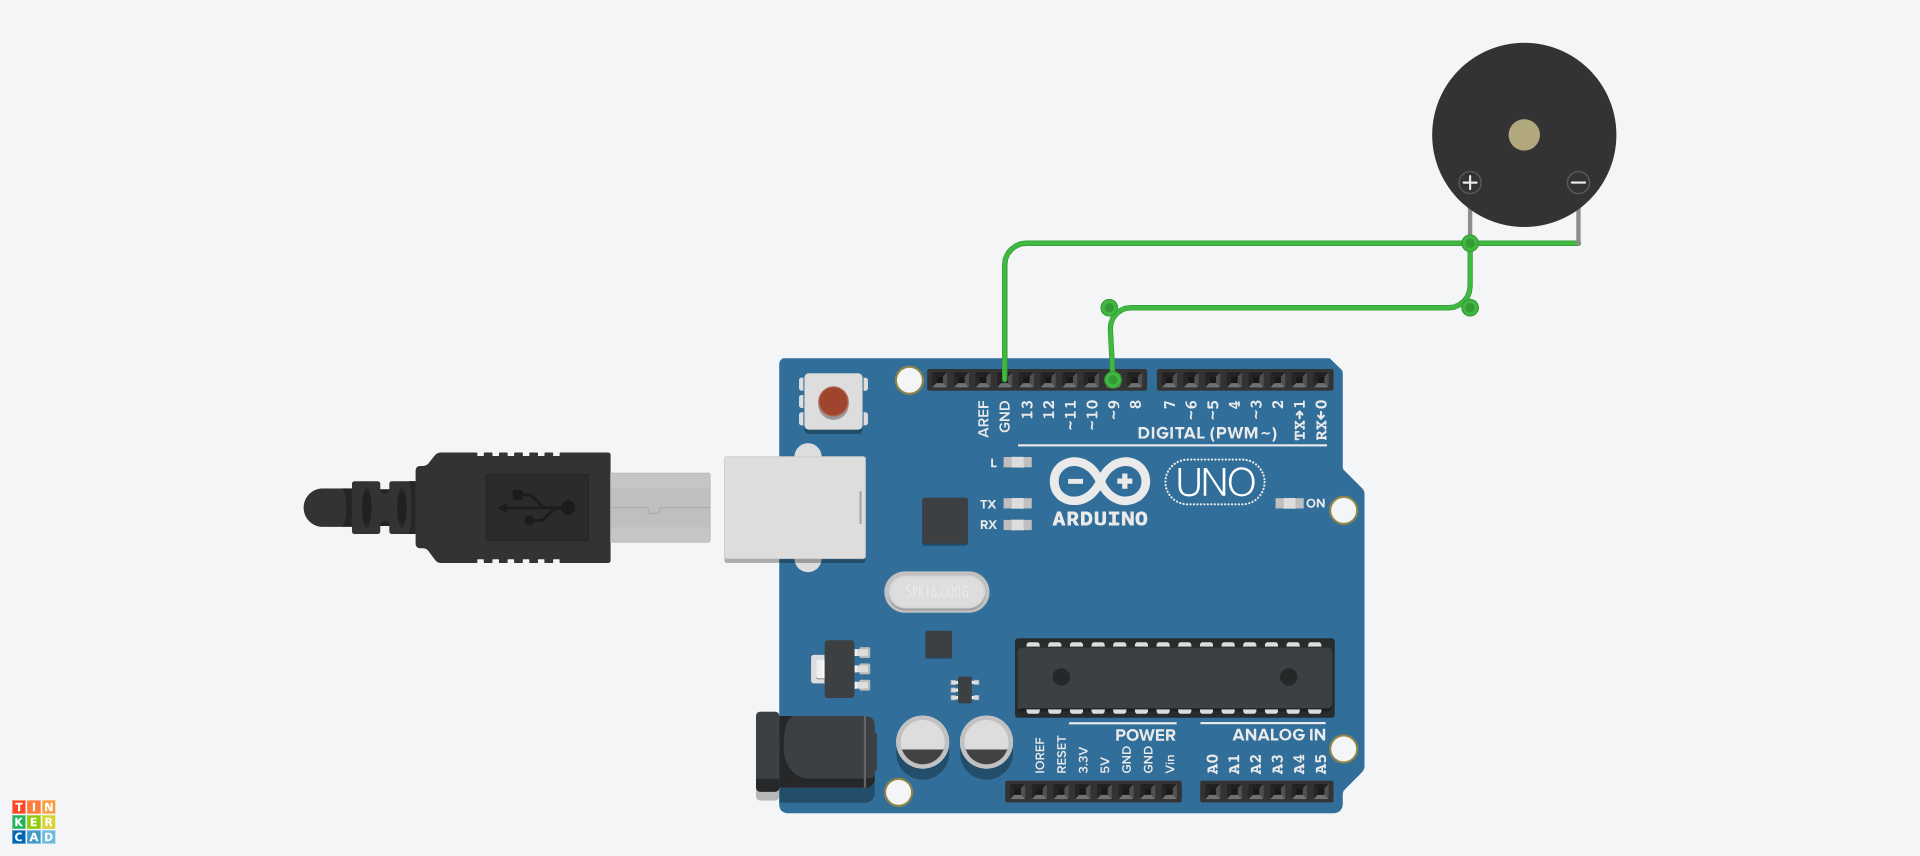 + −
AREF GND 13 12 ~11 ~10 ~9 8 7 ~6 ~5 4 ~3 2 TX→1 RX←0
DIGITAL (PWM~)
L
UNO
TX
ON
RX
ARDUINO
SPK16.000G
POWER
ANALOG IN
IOREF RESET 3.3V 5V GND GND Vin A0 A1 A2 A3 A4 A5
TIN
KER
CAD